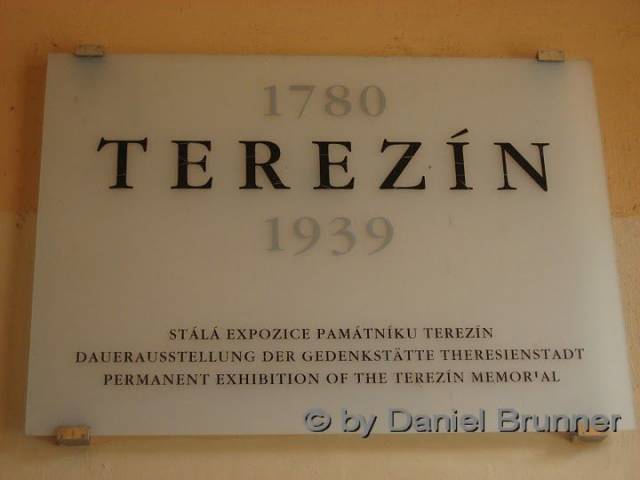 1780
TEREZÍN
1939
STÁLÁ EXPOZICE PAMÁTNÍKU TEREZÍN
DAUERAUSSTELLUNG DER GEDENKSTÄTTE THERESIENSTADT
PERMANENT EXHIBITION OF THE TEREZÍN MEMORIAL
© by Daniel Brunner